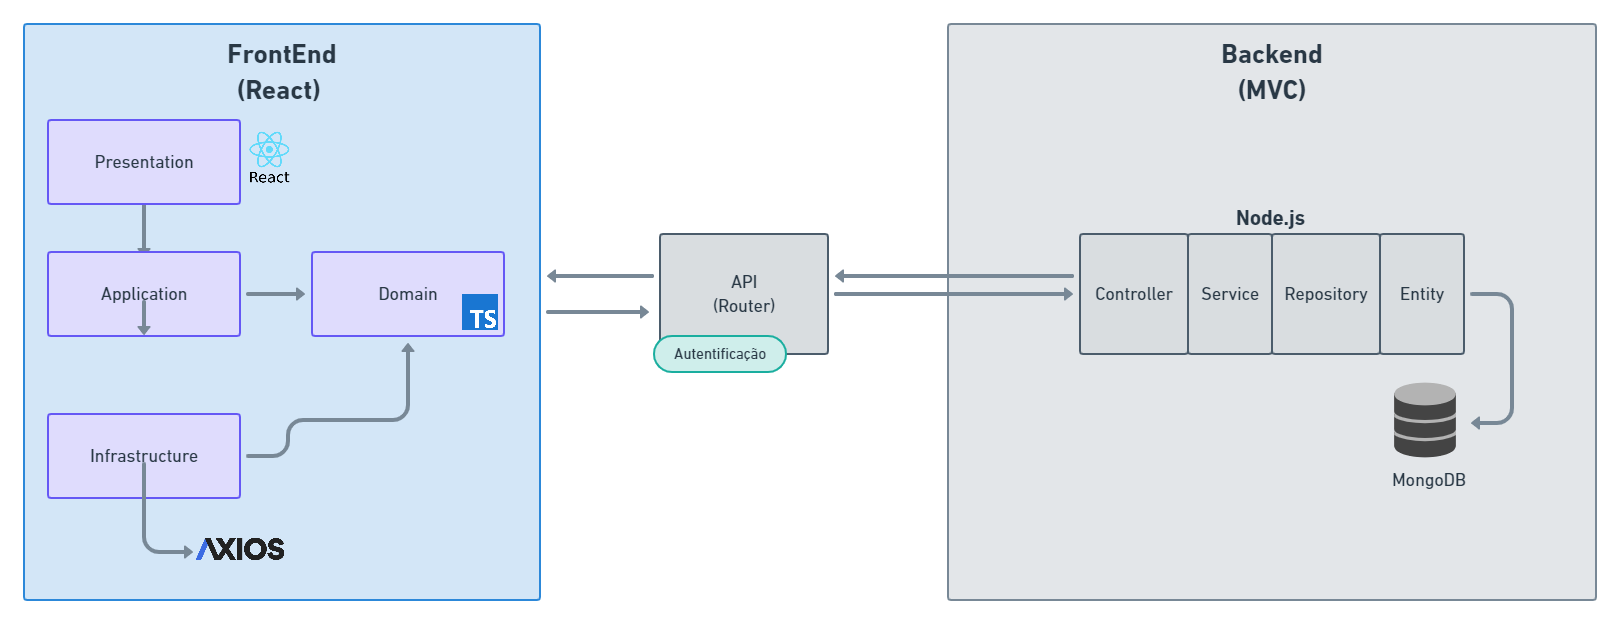 FrontEnd
(React)
Presentation
React
Application
Domain
TS
Infrastructure
AXIOS
API
(Router)
Autentificação
Backend
(MVC)
Node.js
Controller
Service
Repository
Entity
MongoDB